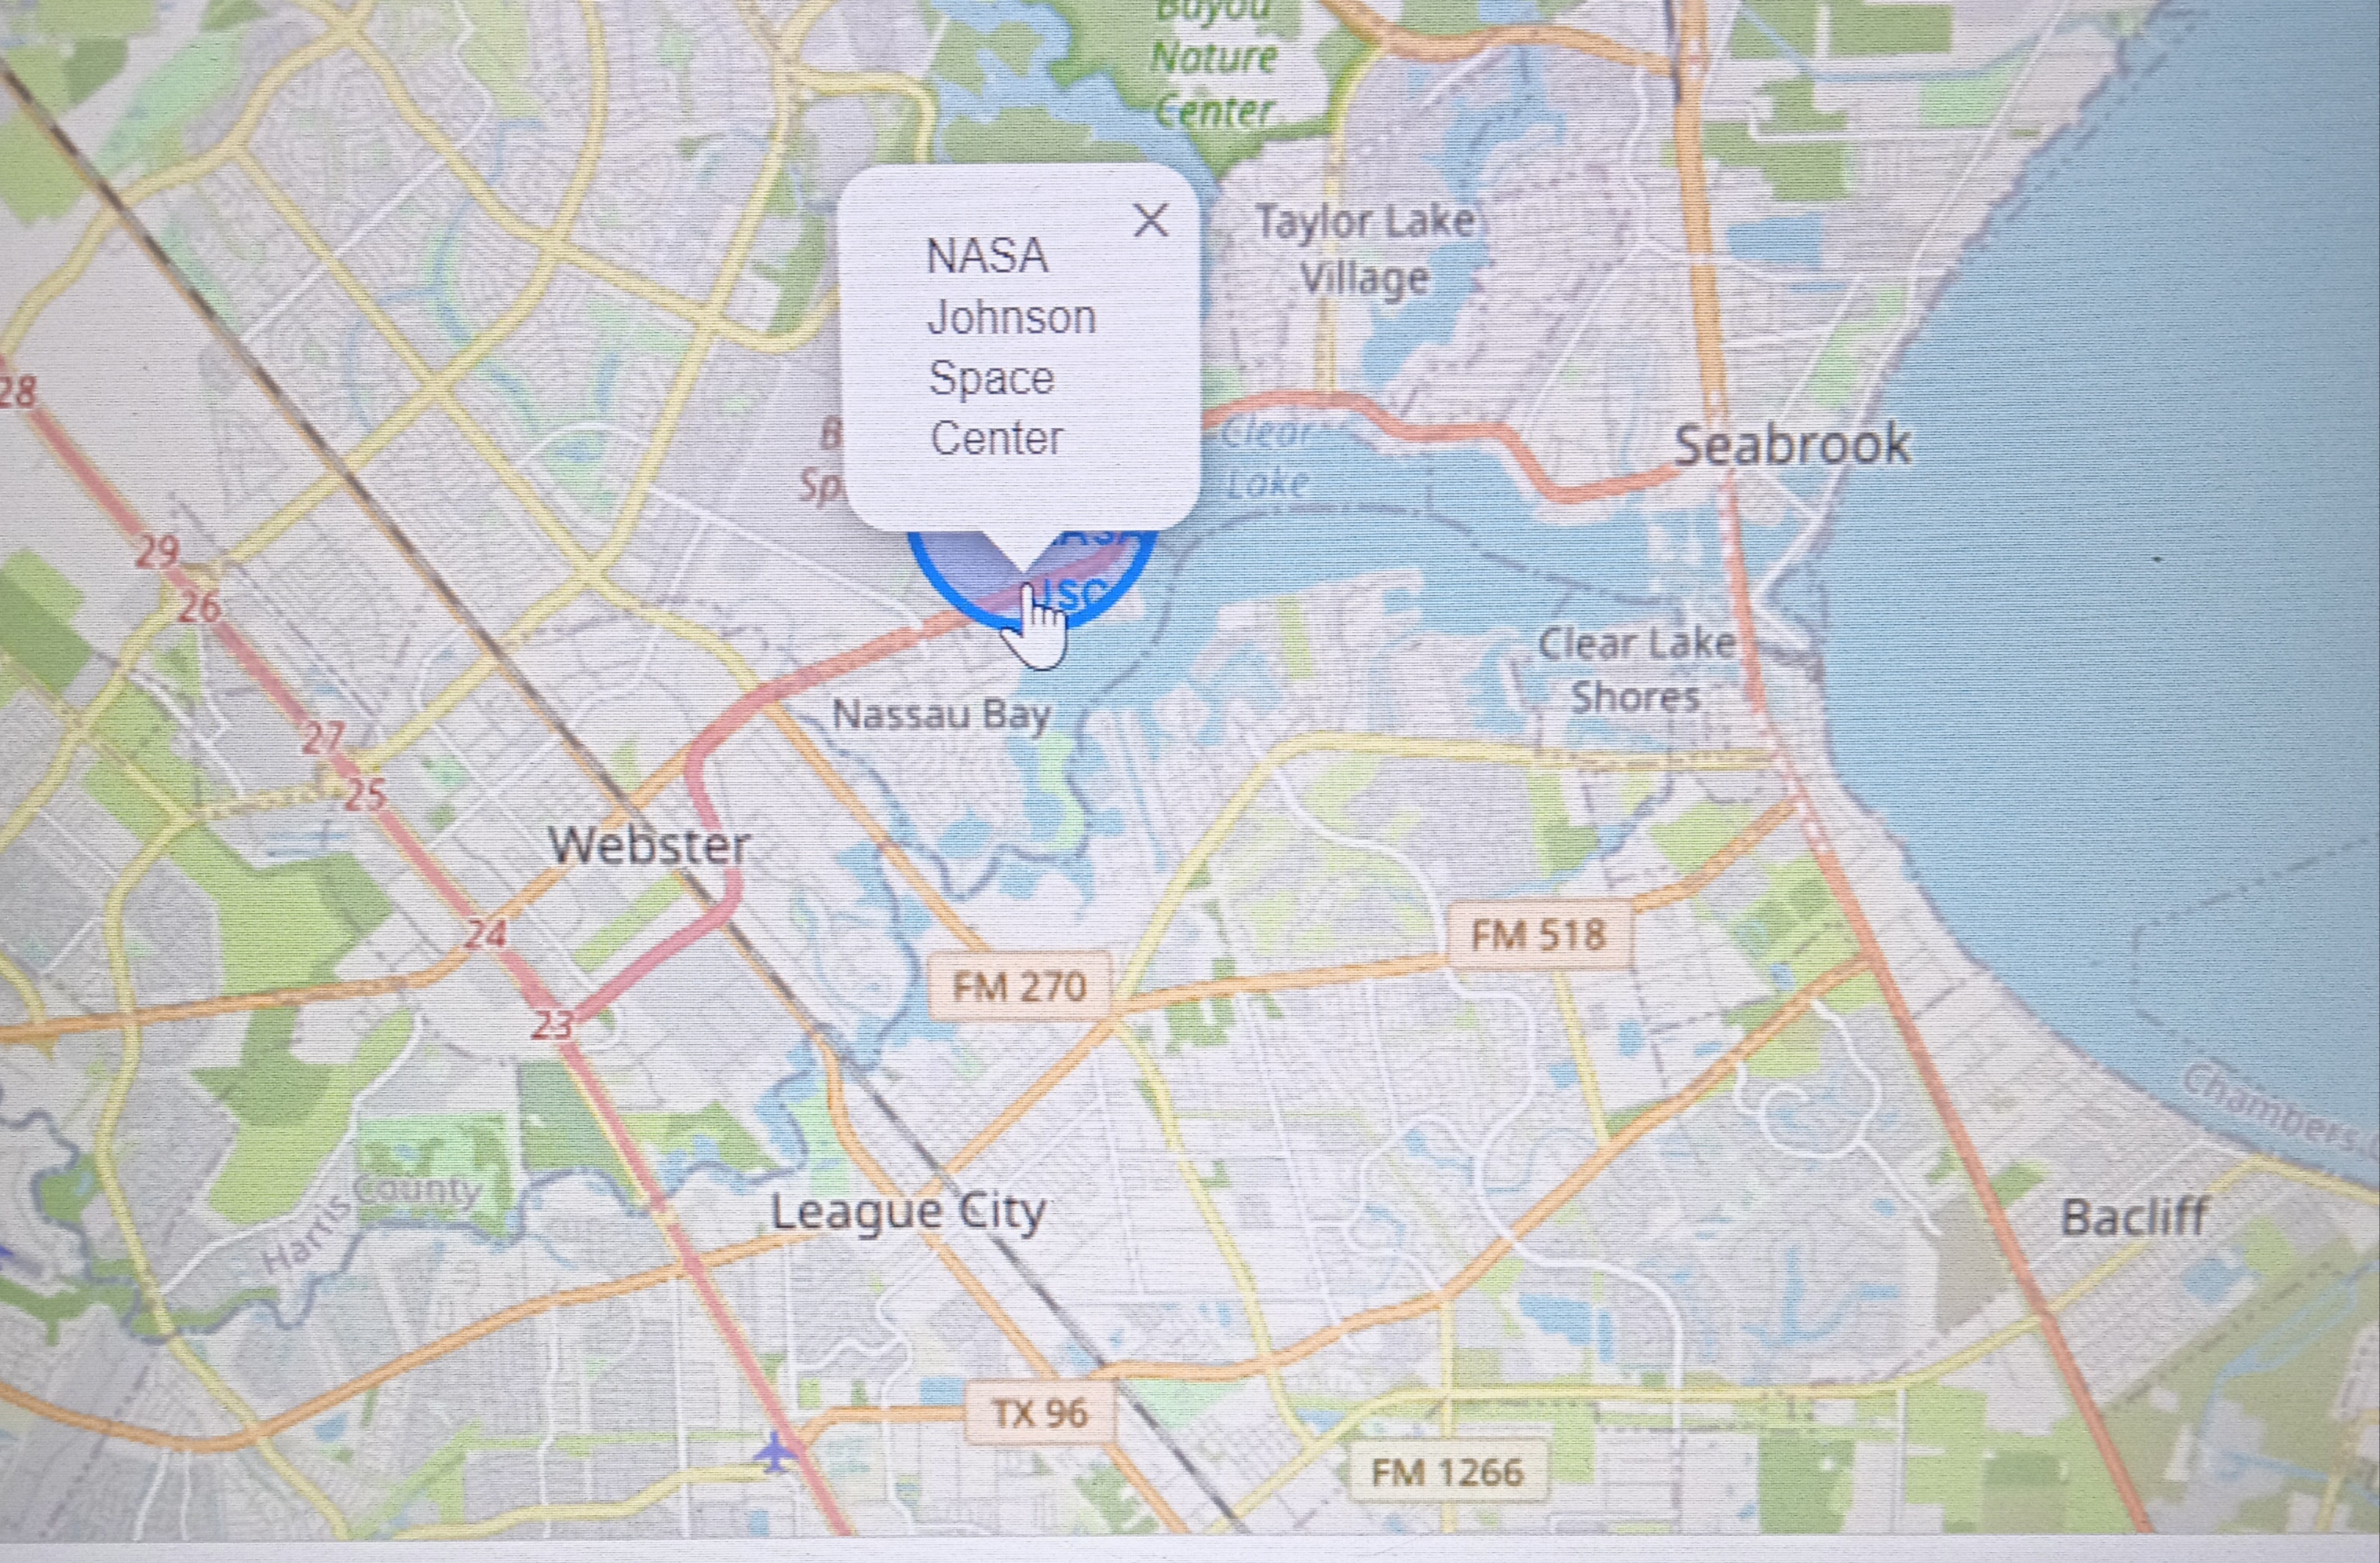 Bayou
Nature
Center
Taylor Lake
Village
NASA
Johnson
Space
Center
28
Clear
Lake
Seabrook
29
26
JSC
Clear Lake
Shores
Nassau Bay
27
25
Webster
24
FM 518
FM 270
23
Harris County
League City
Bacliff
TX 96
FM 1266